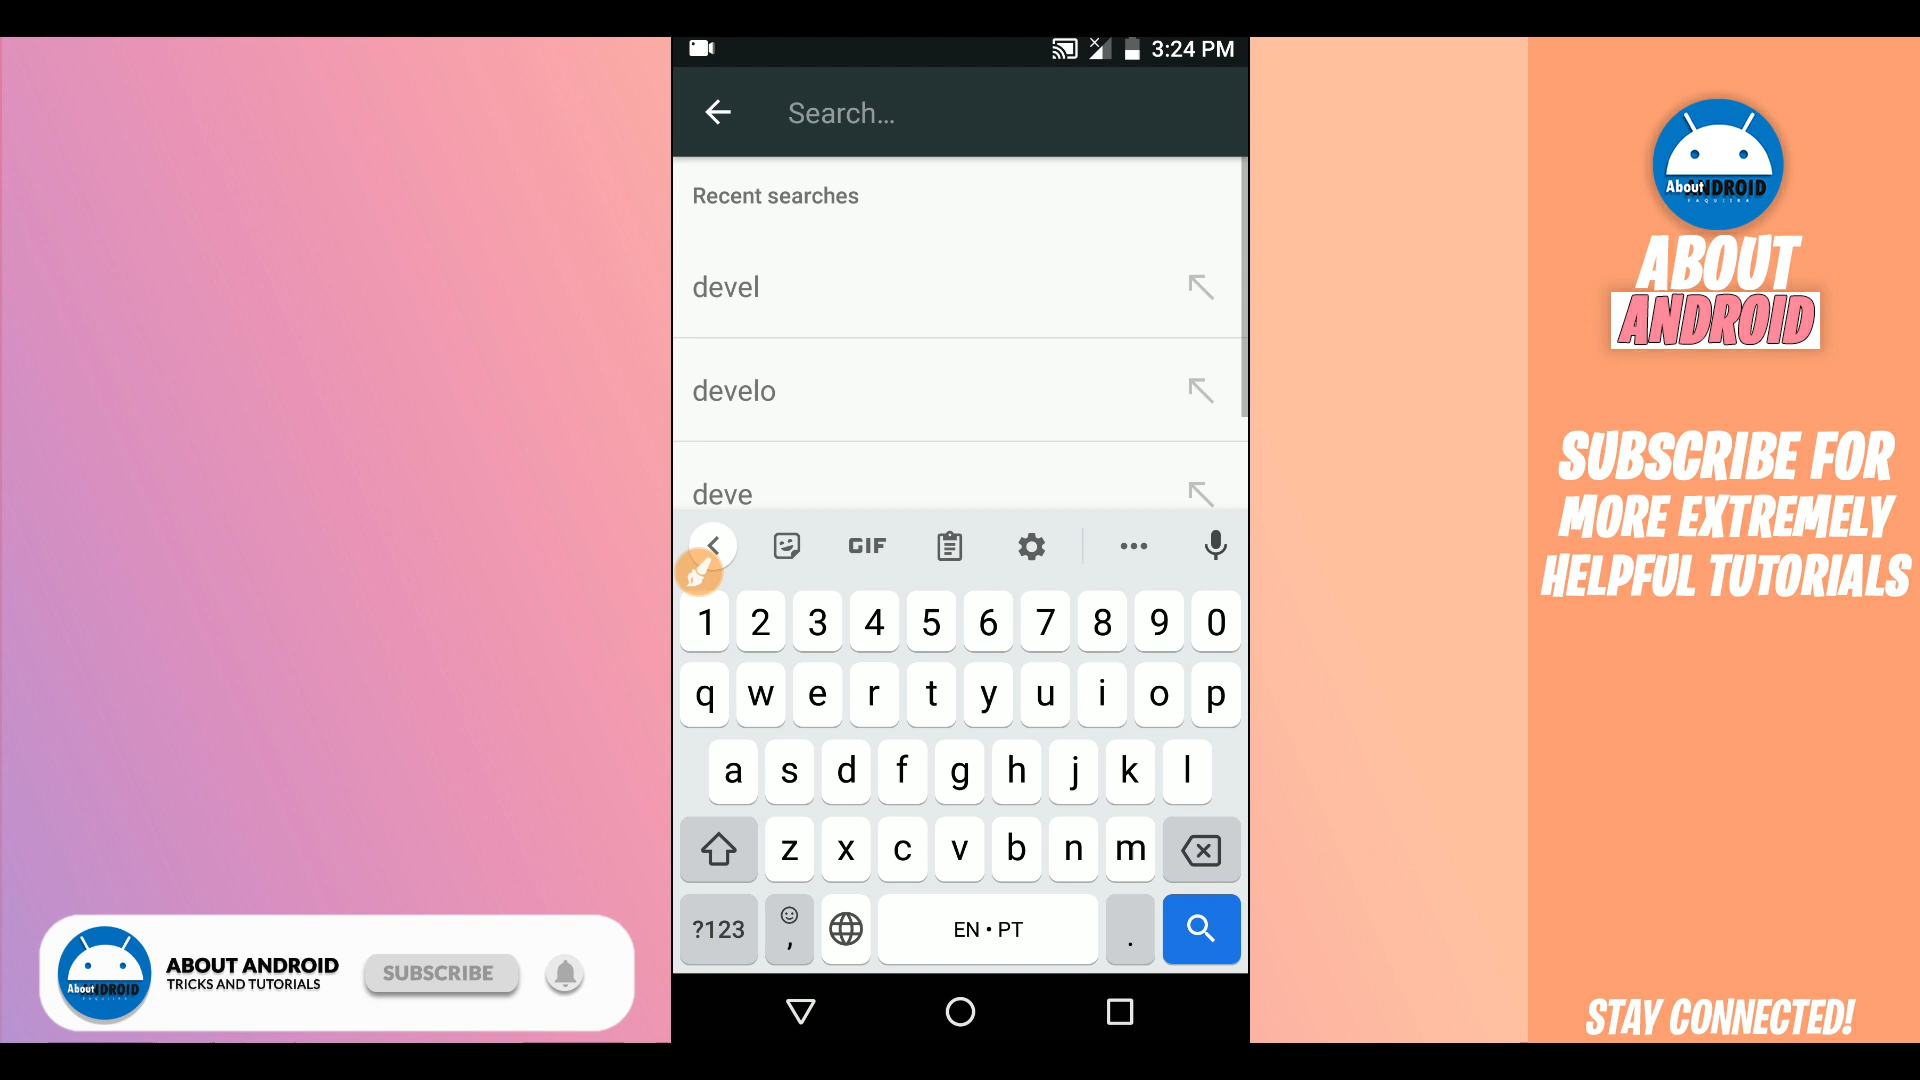 3:24 PM
Search...
Recent searches
devel
develo
deve
GIF
1 2 3 4 5 6 7 8 9 0
q w e r t y u i o p
a s d f g h j k l
z x c v b n m
?123 , EN • PT .
About ANDROID
FAQUIIRA
ABOUT
ANDROID
SUBSCRIBE FOR
MORE EXTREMELY
HELPFUL TUTORIALS
STAY CONNECTED!
About
ABOUT ANDROID
TRICKS AND TUTORIALS
SUBSCRIBE